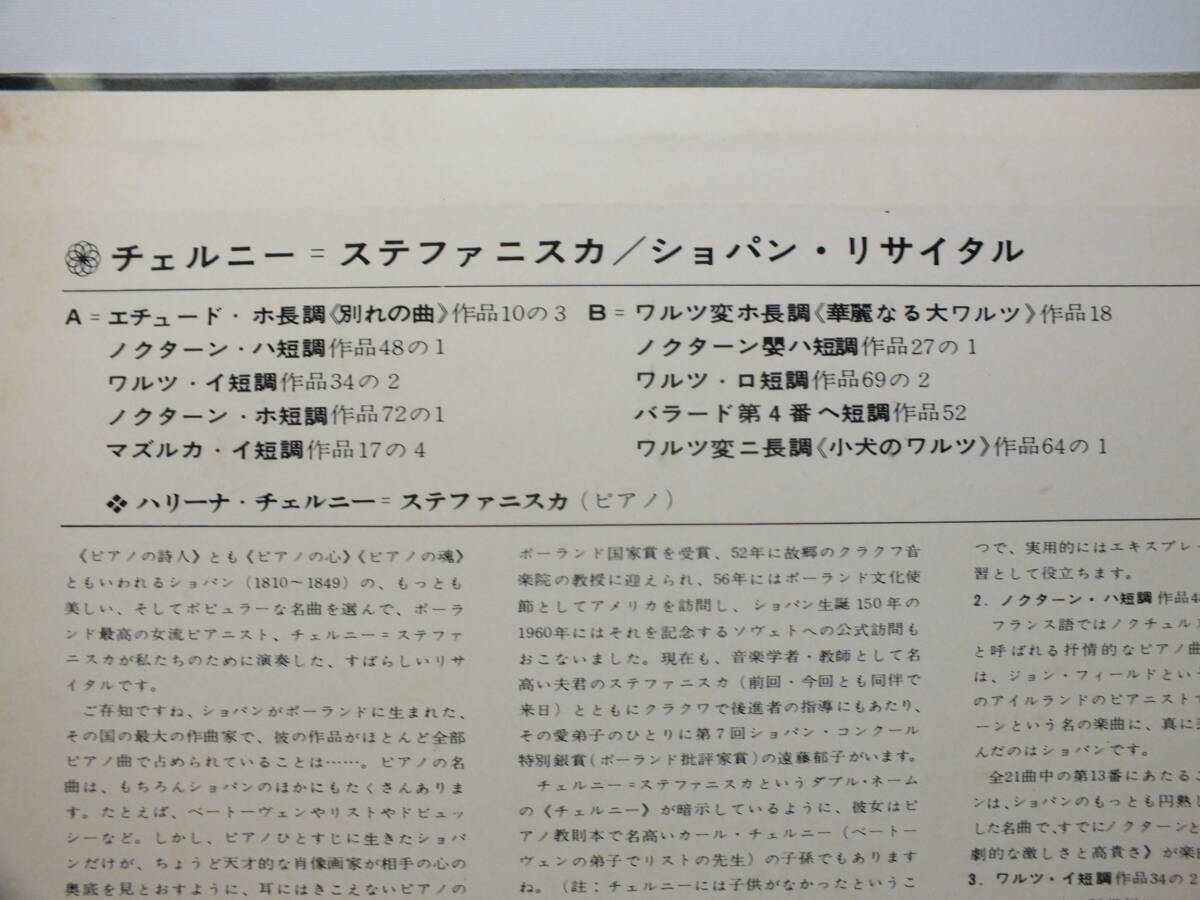 チェルニー＝ステファニスカ／ショパン・リサイタル
A＝エチュード・ホ長調《別れの曲》作品10の3
ノクターン・ハ短調作品48の1
ワルツ・イ短調作品34の2
ノクターン・ホ短調作品72の1
マズルカ・イ短調作品17の4
B＝ワルツ変ホ長調《華麗なる大ワルツ》作品18
ノクターン嬰ハ短調作品27の1
ワルツ・ロ短調作品69の2
バラード第4番ヘ短調作品52
ワルツ変ニ長調《小犬のワルツ》作品64の1
❖ ハリーナ・チェルニー＝ステファニスカ（ピアノ）
《ピアノの詩人》とも《ピアノの心》《ピアノの魂》
ともいわれるショパン（1810〜1849）の、もっとも
美しい、そしてポピュラーな名曲を選んで、ポーラ
ンド最高の女流ピアニスト、チェルニー＝ステファ
ニスカが私たちのために演奏した、すばらしいリサ
イタルです。
ご存知ですね、ショパンがポーランドに生まれた、
その国の最大の作曲家で、彼の作品がほとんど全部
ピアノ曲で占められていることは……。ピアノの名
曲は、もちろんショパンのほかにもたくさんありま
す。たとえば、ベートーヴェンやリストやドビュッ
シーなど。しかし、ピアノひとすじに生きたショパ
ンだけが、ちょうど天才的な肖像画家が相手の心の
奥底を見とおすように、耳にはきこえないピアノの
ポーランド国家賞を受賞、52年に故郷のクラクフ音
楽院の教授に迎えられ、56年にはポーランド文化使
節としてアメリカを訪問し、ショパン生誕150年の
1960年にはそれを記念するソヴェトへの公式訪問も
おこないました。現在も、音楽学者・教師として名
高い夫君のステファニスカ（前回・今回とも同伴で
来日）とともにクラクワで後進者の指導にもあたり、
その愛弟子のひとりに第7回ショパン・コンクール
特別銀賞（ポーランド批評家賞）の遠藤郁子がいます。
チェルニー＝ステファニスカというダブル・ネーム
の《チェルニー》が暗示しているように、彼女はピ
アノ教則本で名高いカール・チェルニー（ベートー
ヴェンの弟子でリストの先生）の子孫でもあります
ね。（註：チェルニーには子供がなかったというこ
つで、実用的にはエキスプレッ
習として役立ちます。
2. ノクターン・ハ短調作品48
フランス語ではノクチュル
と呼ばれる抒情的なピアノ曲
は、ジョン・フィールドという
のアイルランドのピアニストで
ーンという名の楽曲に、真に
んだのはショパンです。
全21曲中の第13番にあたるこ
ンは、ショパンのもっとも円熟し
した名曲で、すでにノクターンと
劇的な激しさと高貴さ》が楽
3. ワルツ・イ短調作品34の2